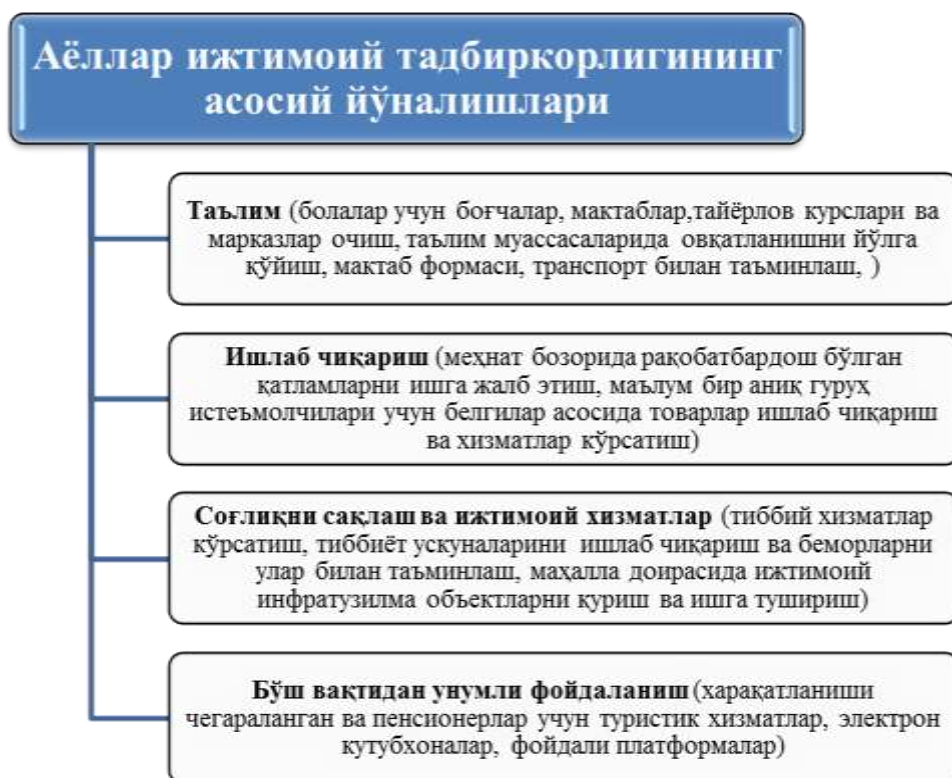 Аёллар ижтимоий тадбиркорлигининг
асосий йўналишлари
Таълим (болалар учун боғчалар, мактаблар,тайёрлов курслари ва
марказлар очиш, таълим муассасаларида овқатланишни йўлга
қўйиш, мактаб формаси, транспорт билан таъминлаш, )
Ишлаб чиқариш (меҳнат бозорида рақобатбардош бўлган
қатламларни ишга жалб этиш, маълум бир аниқ гуруҳ
истеъмолчилари учун белгилар асосида товарлар ишлаб чиқариш
ва хизматлар кўрсатиш)
Соғлиқни сақлаш ва ижтимоий хизматлар (тиббий хизматлар
кўрсатиш, тиббиёт ускуналарини ишлаб чиқариш ва беморларни
улар билан таъминлаш, маҳалла доирасида ижтимоий
инфратузилма объектларни қуриш ва ишга тушириш)
Бўш вақтидан унумли фойдаланиш (харақатланиши
чегараланган ва пенсионерлар учун туристик хизматлар, электрон
кутубхоналар, фойдали платформалар)